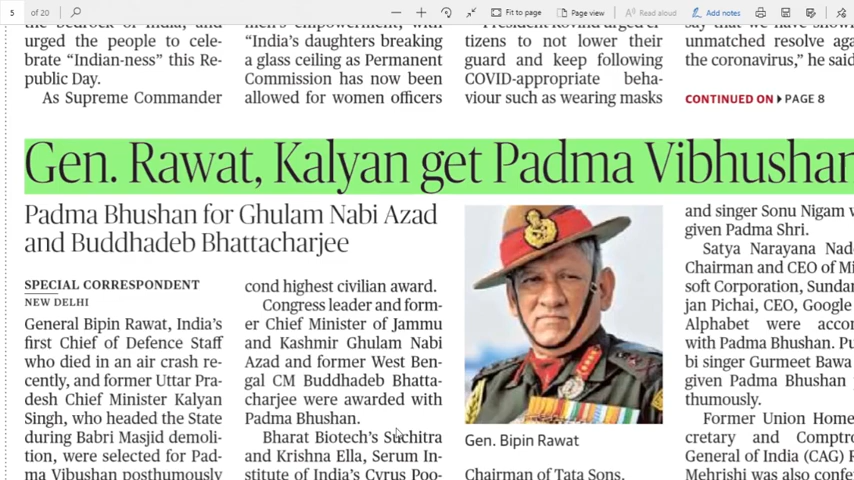 5 of 20
Fit to page
Page view
Read aloud
Add notes
the bedrock of India, and
urged the people to cele-
brate “Indian-ness” this Re-
public Day.
As Supreme Commander
men's empowerment, with
“India's daughters breaking
a glass ceiling as Permanent
Commission has now been
allowed for women officers
tizens to not lower their
guard and keep following
COVID-appropriate beha-
viour such as wearing masks
say that we have
unmatched resolve aga
the coronavirus,” he said
CONTINUED ON PAGE 8
Gen. Rawat, Kalyan get Padma Vibhushan
Padma Bhushan for Ghulam Nabi Azad
and Buddhadeb Bhattacharjee
SPECIAL CORRESPONDENT
NEW DELHI
General Bipin Rawat, India's
first Chief of Defence Staff
who died in an air crash re-
cently, and former Uttar Pra-
desh Chief Minister Kalyan
Singh, who headed the State
during Babri Masjid demoli-
tion, were selected for Pad-
ma Vibushan posthumously
cond highest civilian award.
Congress leader and form-
er Chief Minister of Jammu
and Kashmir Ghulam Nabi
Azad and former West Ben-
gal CM Buddhadeb Bhatta-
charjee were awarded with
Padma Bhushan.
Bharat Biotech's Suchitra
and Krishna Ella, Serum In-
stitute of India's Cyrus Poo-
Gen. Bipin Rawat
Chairman of Tata Sons,
and singer Sonu Nigam w
given Padma Shri.
Satya Narayana Nad
Chairman and CEO of Mi
soft Corporation, Sundar
jan Pichai, CEO, Google
Alphabet were accor
with Padma Bhushan. Pu
bi singer Gurmeet Bawa
given Padma Bhushan
thumously.
Former Union Home
cretary and Comptro
General of India (CAG) R
Mehrishi was also confe